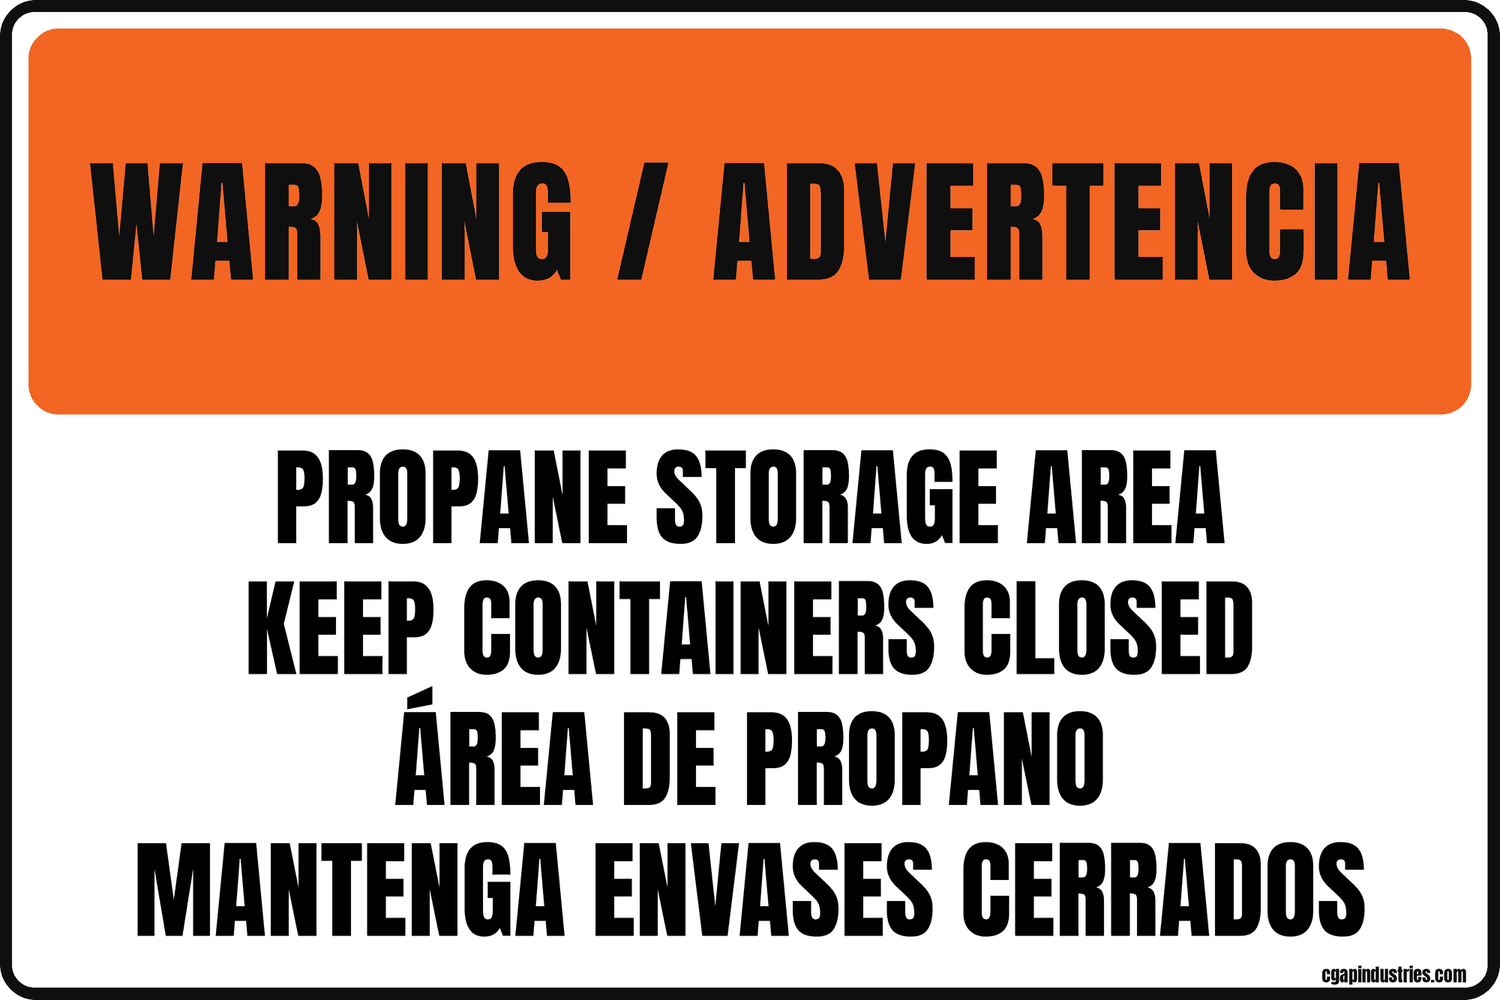 WARNING / ADVERTENCIA
PROPANE STORAGE AREA
KEEP CONTAINERS CLOSED
ÁREA DE PROPANO
MANTENGA ENVASES CERRADOS
cgapindustries.com